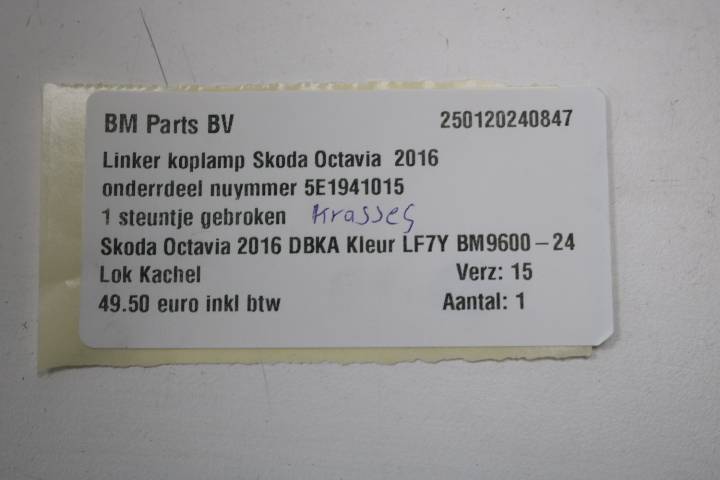 BM Parts BV 250120240847
Linker koplamp Skoda Octavia 2016
onderrdeel nuymmer 5E1941015
1 steuntje gebroken Krasseg
Skoda Octavia 2016 DBKA Kleur LF7Y BM9600-24
Lok Kachel Verz: 15
49.50 euro inkl btw Aantal: 1